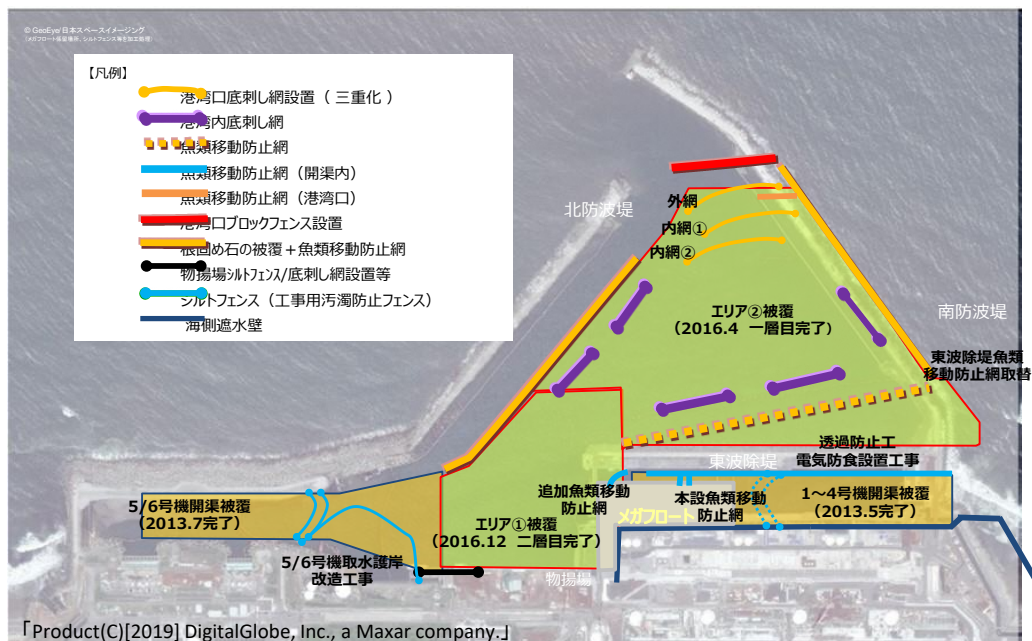 © GeoEye/日本スペースイメージング
【凡例】
港湾口底刺し網設置（ 三重化 ）
港湾内底刺し網
魚類移動防止網
魚類移動防止網（開渠内）
魚類移動防止網（港湾口）
港湾口ブロックフェンス設置
根固め石の被覆＋魚類移動防止網
物揚場シルトフェンス/底刺し網設置等
シルトフェンス（工事用汚濁防止フェンス）
海側遮水壁
北防波堤
外網
内網①
内網②
エリア②被覆
（2016.4 一層目完了）
南防波堤
東波除堤魚類
移動防止網取替
透過防止工
電気防食設置工事
東波除堤
5/6号機開渠被覆
（2013.7完了）
追加魚類移動
防止網
本設魚類移動
防止網
メガフロート
1～4号機開渠被覆
（2013.5完了）
エリア①被覆
（2016.12 二層目完了）
5/6号機取水護岸
改造工事
物揚場
「Product(C)[2019] DigitalGlobe, Inc., a Maxar company.」